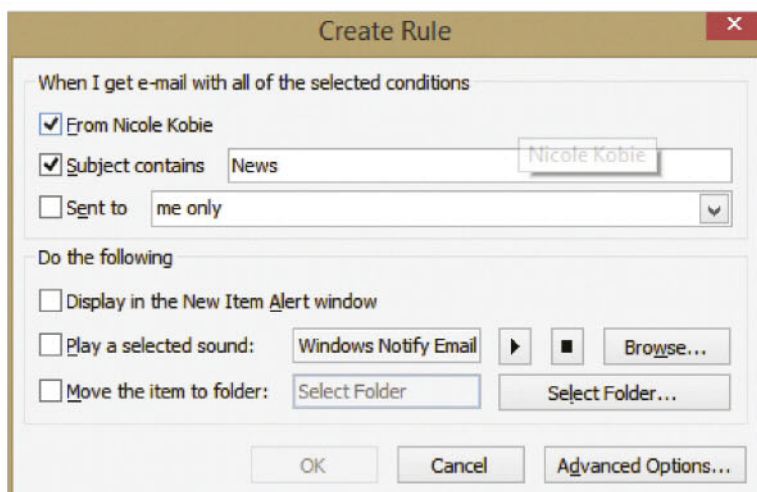 Create Rule
When I get e-mail with all of the selected conditions
From Nicole Kobie
Subject contains News
Nicole Kobie
Sent to me only
Do the following
Display in the New Item Alert window
Play a selected sound: Windows Notify Email Browse...
Move the item to folder: Select Folder Select Folder...
OK Cancel Advanced Options...